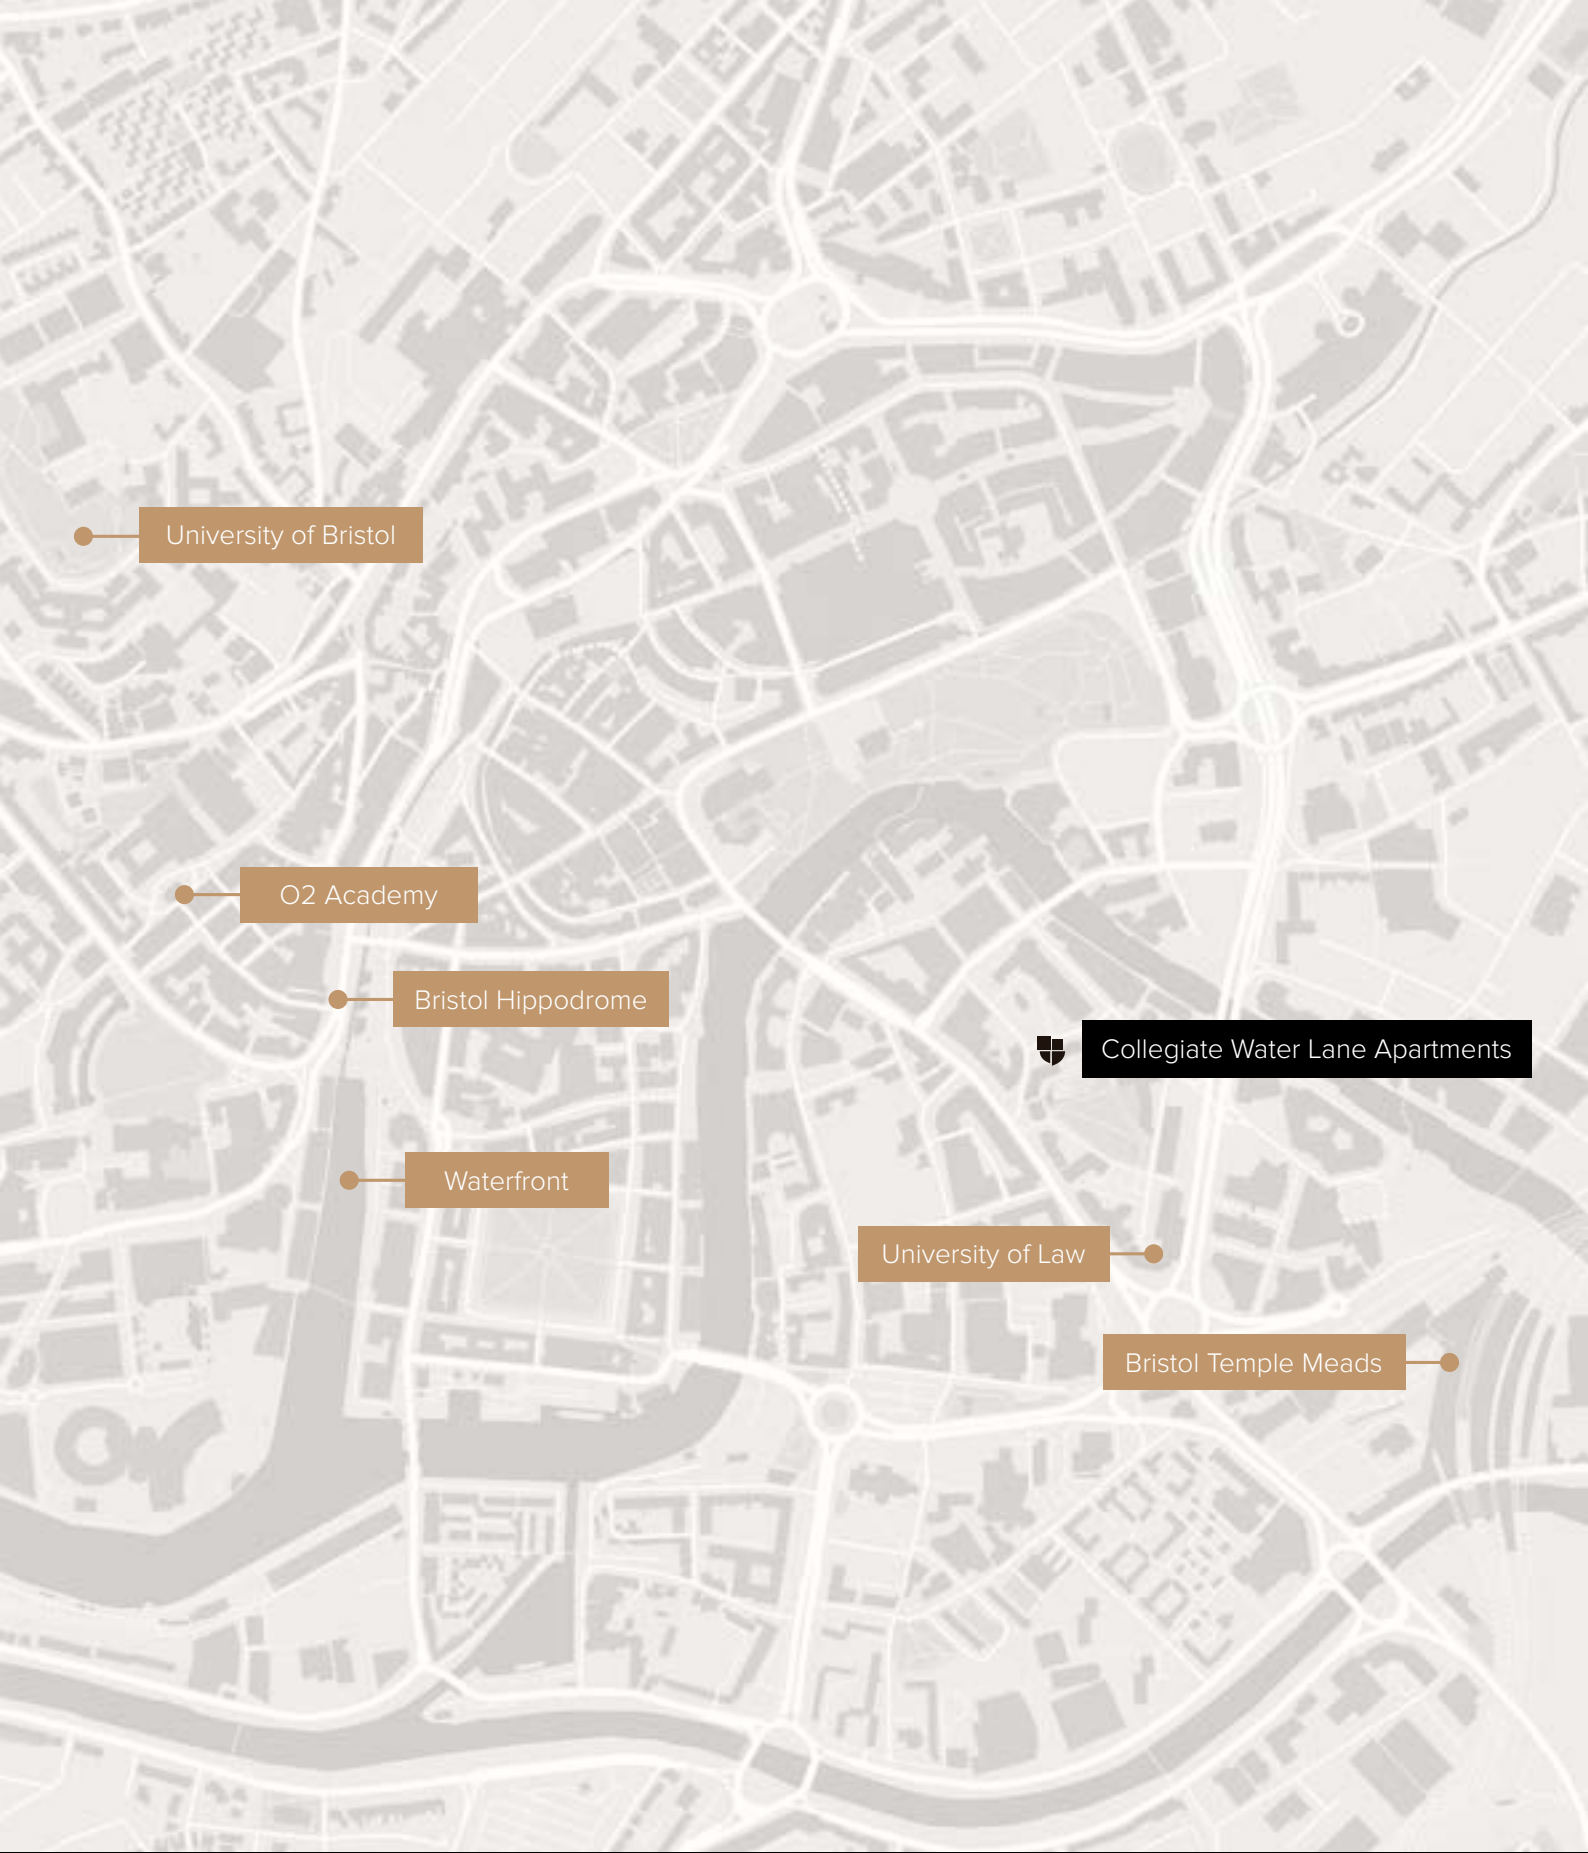 University of Bristol
O2 Academy
Bristol Hippodrome
Collegiate Water Lane Apartments
Waterfront
University of Law
Bristol Temple Meads